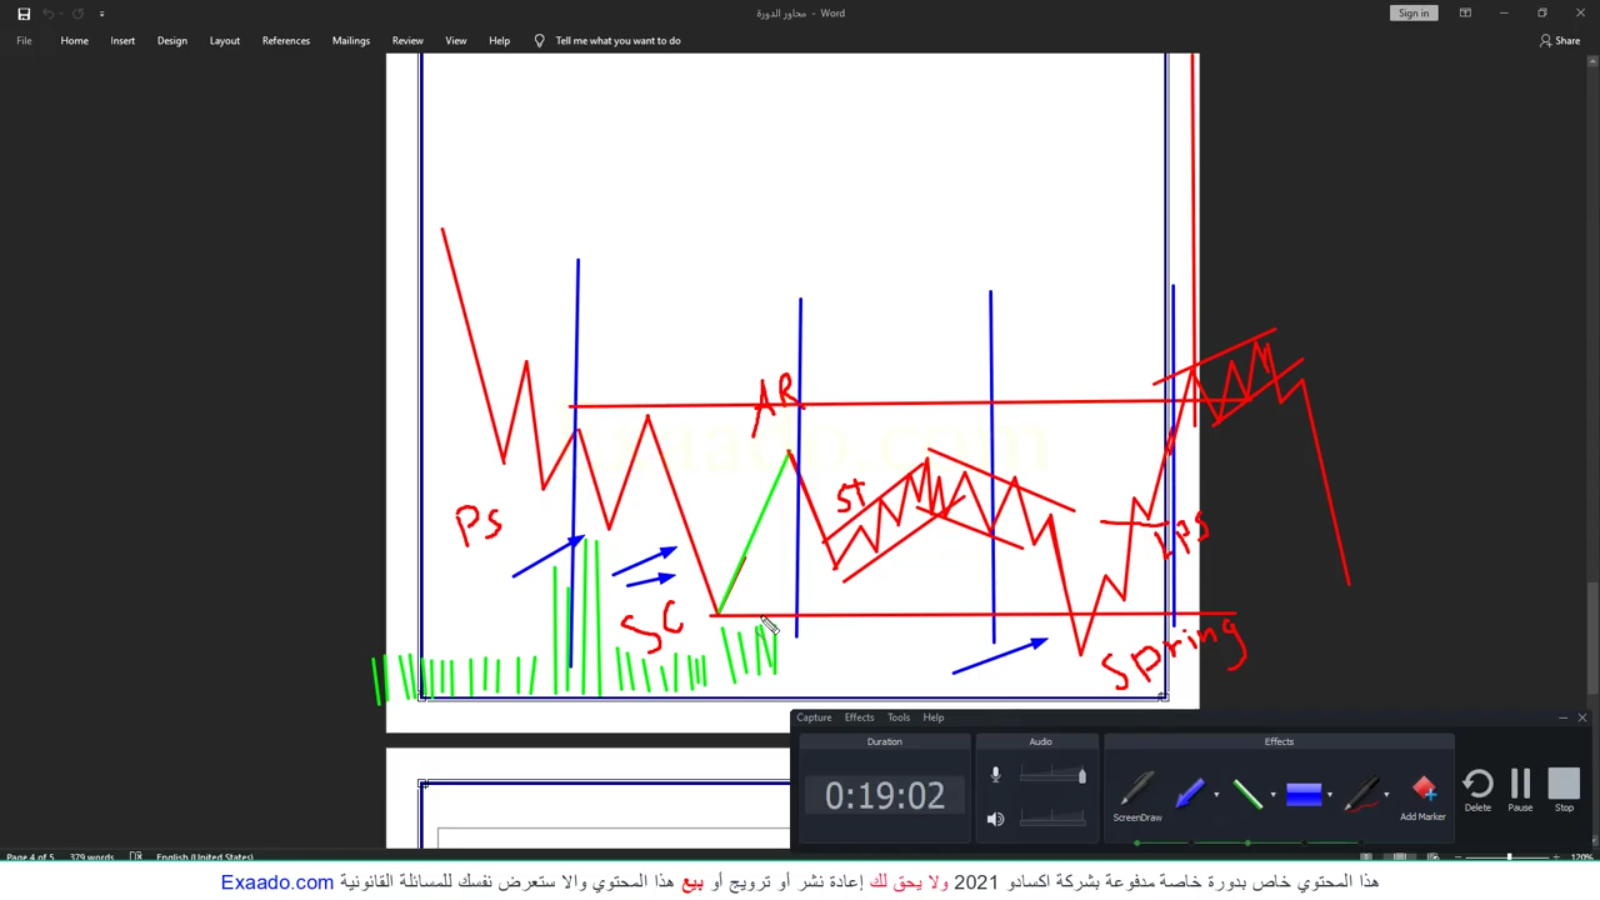 محاور الدورة - Word
Sign in
File Home Insert Design Layout References Mailings Review View Help Tell me what you want to do
Share
Exaado.com
AR
ST
PS
LPS
SC
Spring
Capture Effects Tools Help
Duration
Audio
Effects
0:19:02
ScreenDraw
Add Marker
Delete
Pause
Stop
Page 4 of 5 379 words English (United States) 120%
هذا المحتوي خاص بدورة خاصة مدفوعة بشركة اكسادو 2021 ولا يحق لك إعادة نشر أو ترويج أو بيع هذا المحتوي والا ستعرض نفسك للمسائلة القانونية Exaado.com